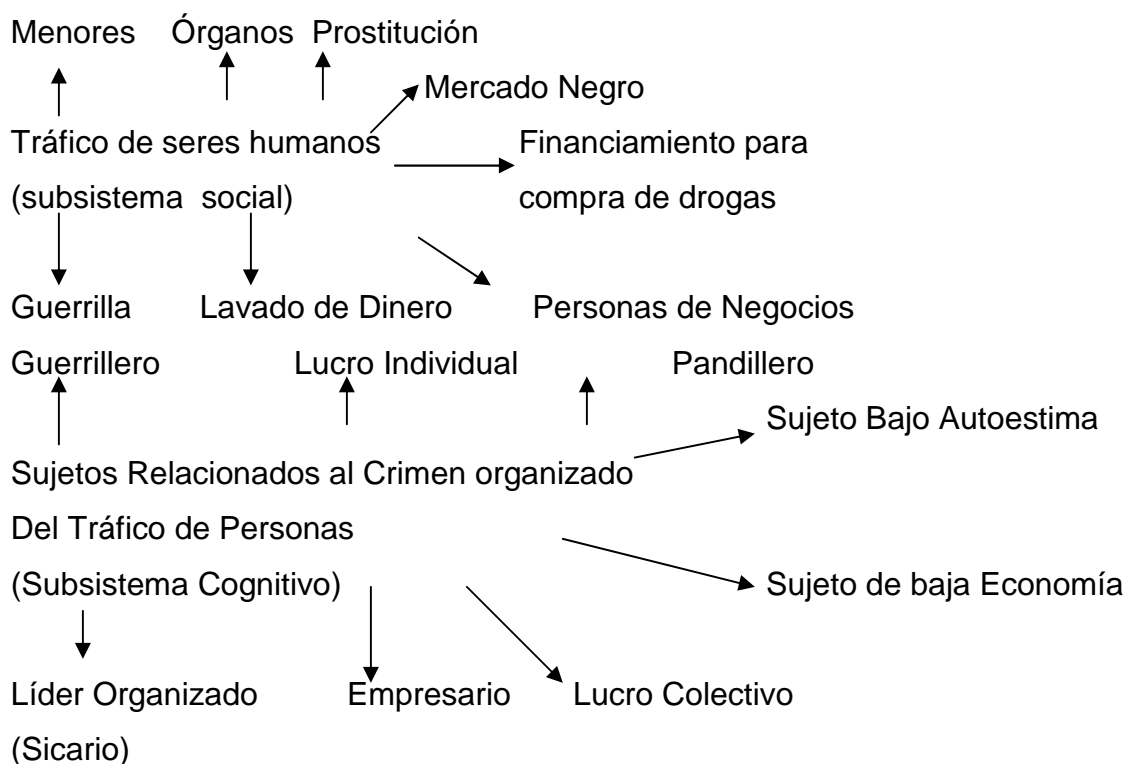 Menores Órganos Prostitución
Mercado Negro
Tráfico de seres humanos Financiamiento para
(subsistema social) compra de drogas
Guerrilla Lavado de Dinero Personas de Negocios
Guerrillero Lucro Individual Pandillero
Sujeto Bajo Autoestima
Sujetos Relacionados al Crimen organizado
Del Tráfico de Personas
(Subsistema Cognitivo) Sujeto de baja Economía
Líder Organizado Empresario Lucro Colectivo
(Sicario)